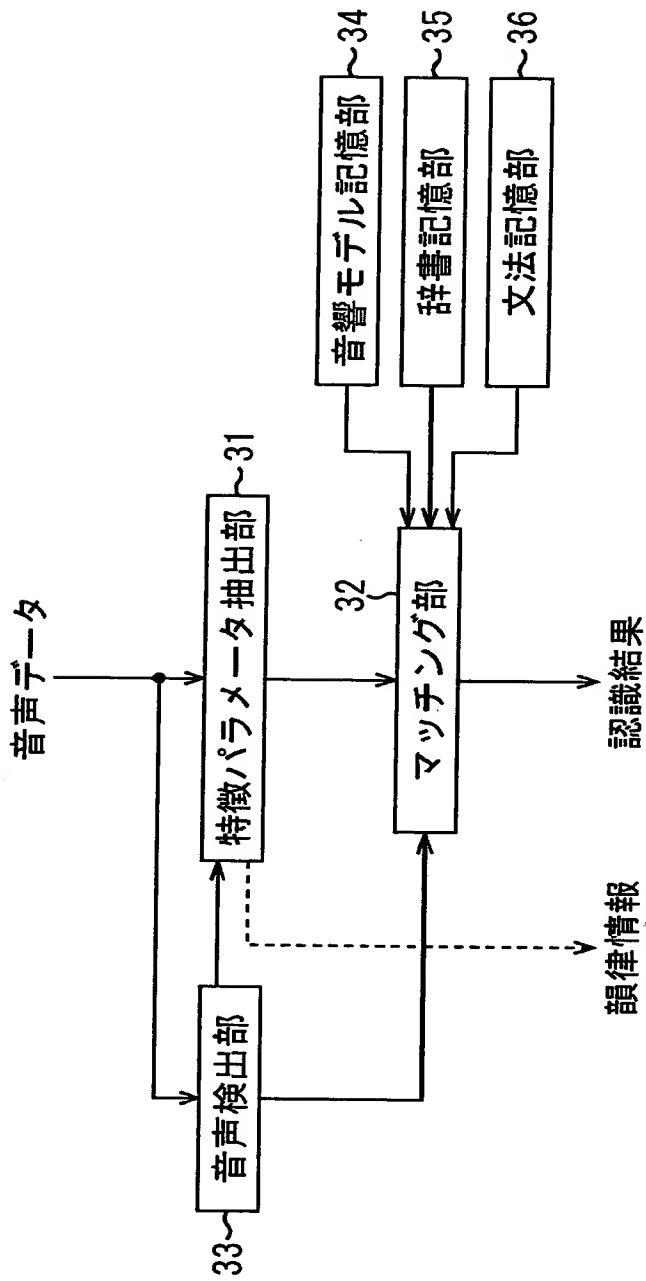 音声データ
特徴パラメータ抽出部
31
音声検出部
33
マッチング部
32
音響モデル記憶部
34
辞書記憶部
35
文法記憶部
36
韻律情報
認識結果